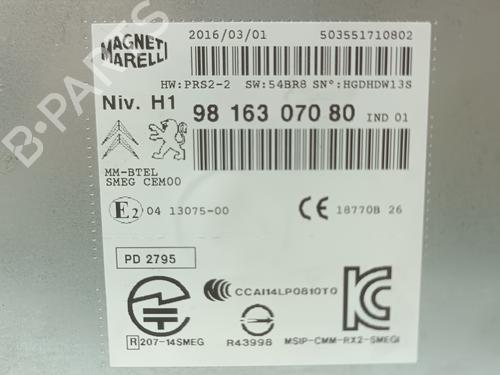 MAGNETI MARELLI
2016/03/01 503551710802
HW:PRS2-2 SW:54BR8 SN°:HGDHDW13S
Niv. H1
98 163 070 80 IND 01
MM-BTEL
SMEG CEM00
E2 04 13075-00 CE 18770B 26
PD 2795
CCAI14LP0810T0
R 207-14SMEG R43998 MSIP-CMM-RX2-SMEGI